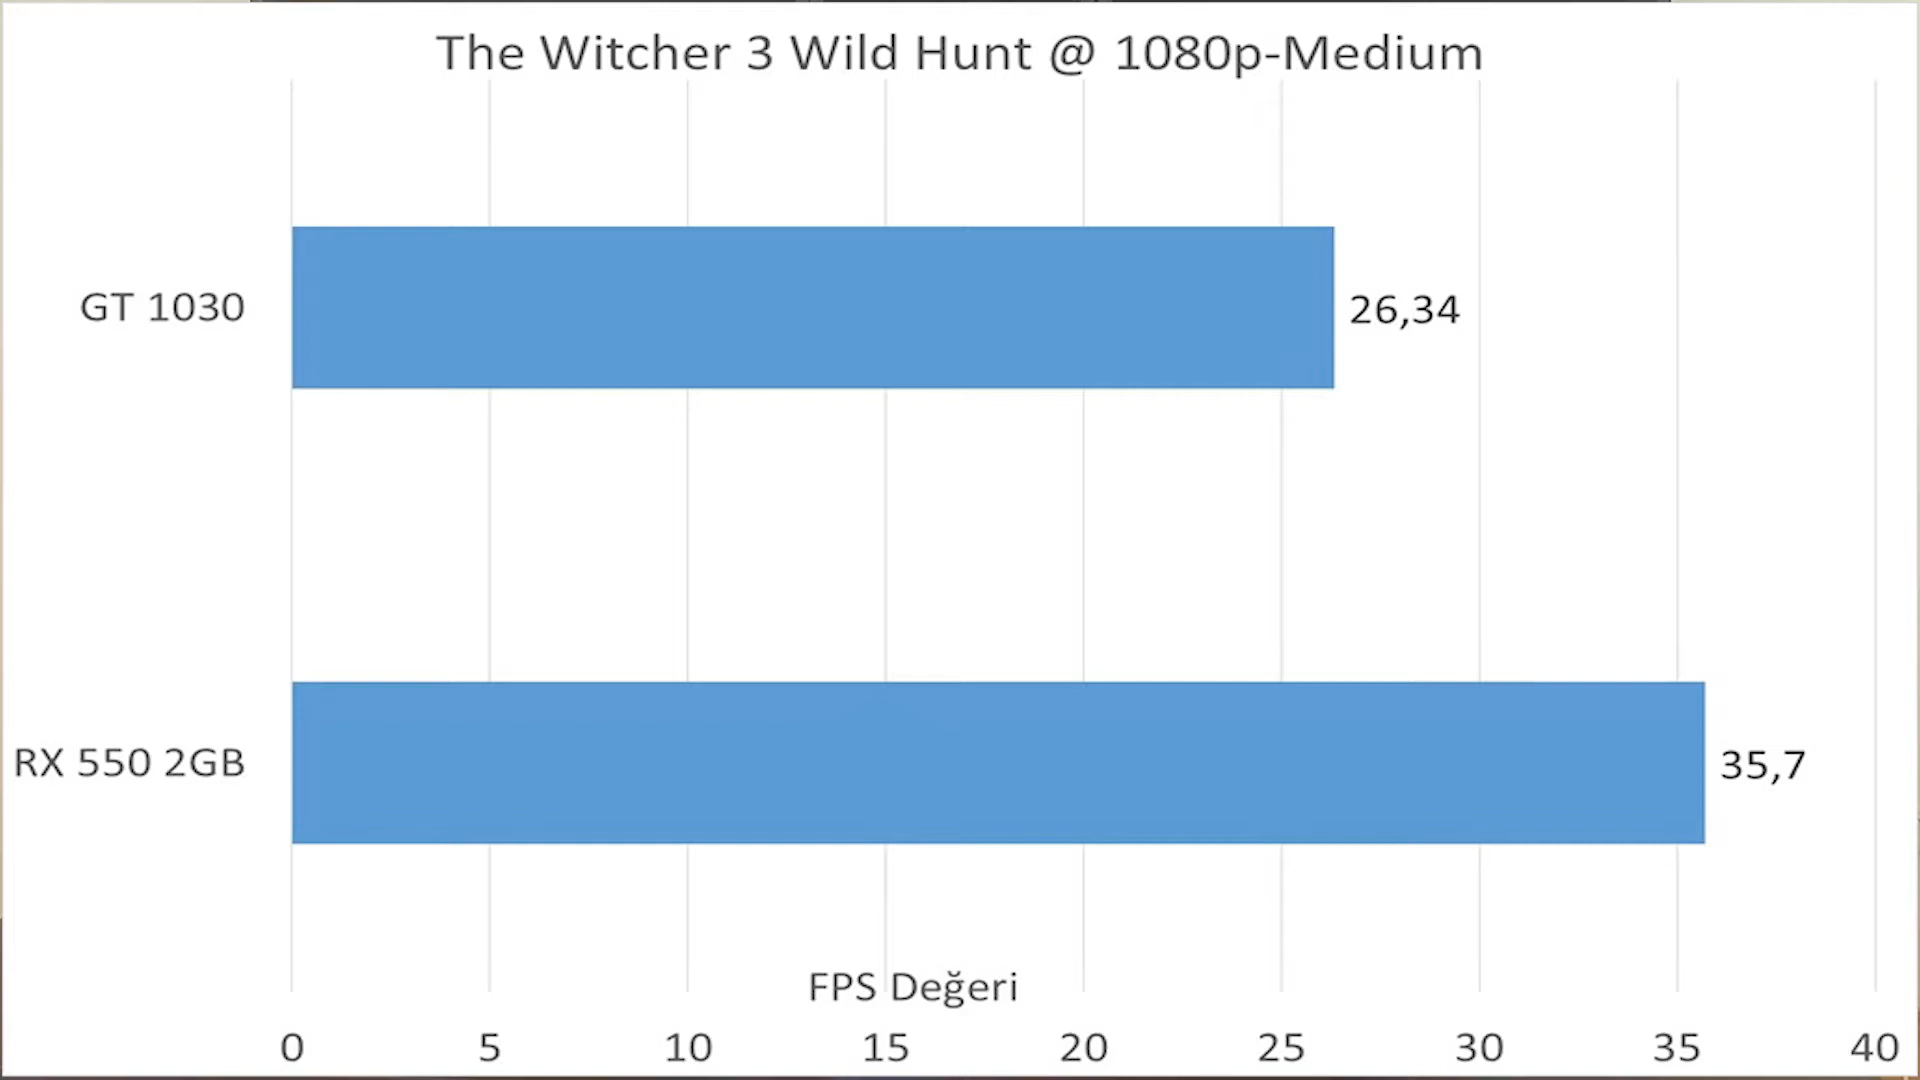 The Witcher 3 Wild Hunt @ 1080p-Medium
GT 1030
26,34
RX 550 2GB
35,7
FPS Değeri
0 5 10 15 20 25 30 35 40